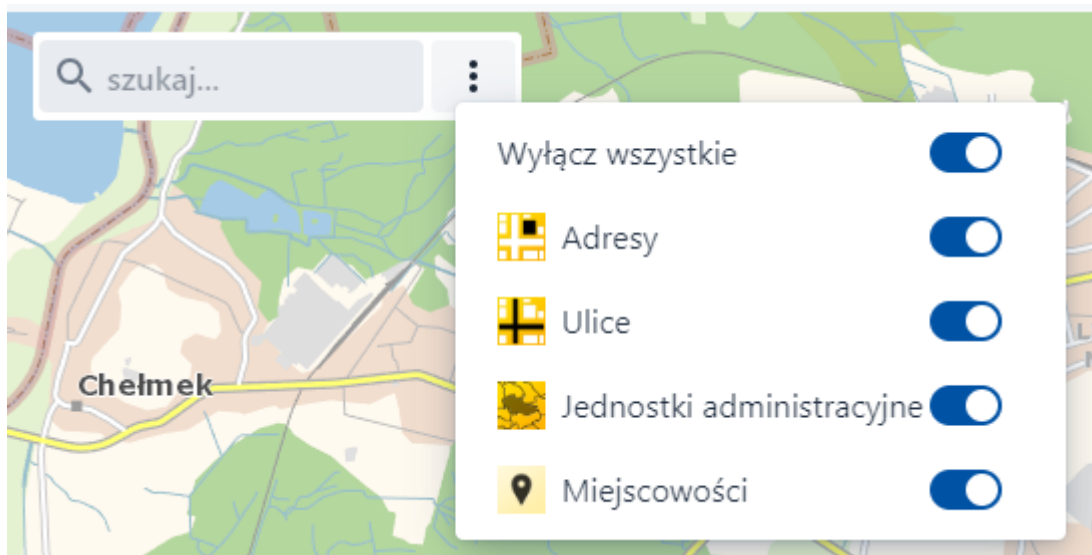 szukaj...
Wyłącz wszystkie
Adresy
Ulice
Jednostki administracyjne
Miejscowości
Chełmek